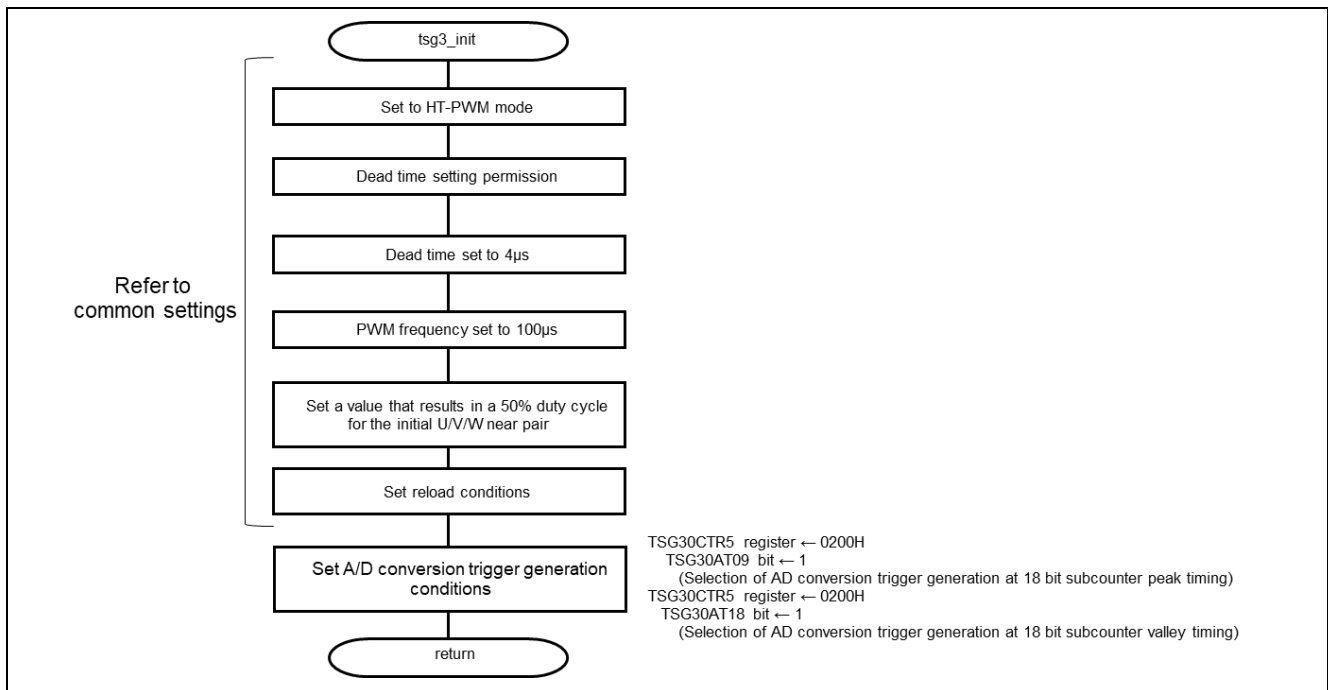 tsg3_init
Set to HT-PWM mode
Dead time setting permission
Dead time set to 4μs
Refer to
common settings
PWM frequency set to 100μs
Set a value that results in a 50% duty cycle
for the initial U/V/W near pair
Set reload conditions
Set A/D conversion trigger generation
conditions
TSG30CTR5 register ← 0200H
TSG30AT09 bit ← 1
(Selection of AD conversion trigger generation at 18 bit subcounter peak timing)
TSG30CTR5 register ← 0200H
TSG30AT18 bit ← 1
(Selection of AD conversion trigger generation at 18 bit subcounter valley timing)
return